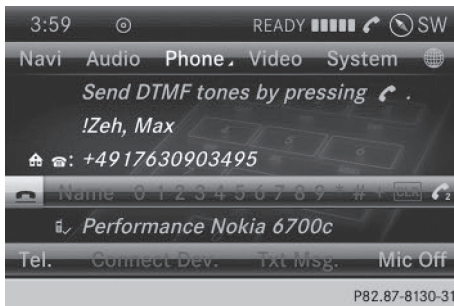 3:59 READY SW
Navi Audio Phone Video System
Send DTMF tones by pressing .
!Zeh, Max
: +4917630903495
Name 0 1 2 3 4 5 6 7 8 9 * # + 2
Performance Nokia 6700c
Tel. Connect Dev. Txt Msg. Mic Off
P82.87-8130-31